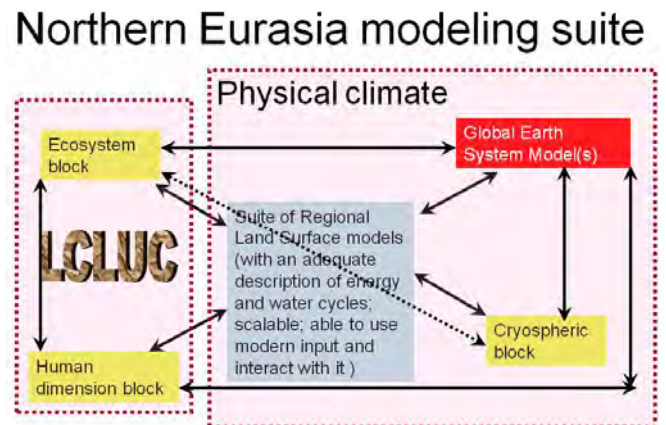 Northern Eurasia modeling suite
Physical climate
Ecosystem
block
Global Earth
System Model(s)
LCLUC
Suite of Regional
Land Surface models
(with an adequate
description of energy
and water cycles;
scalable; able to use
modern input and
interact with it )
Cryospheric
block
Human
dimension block